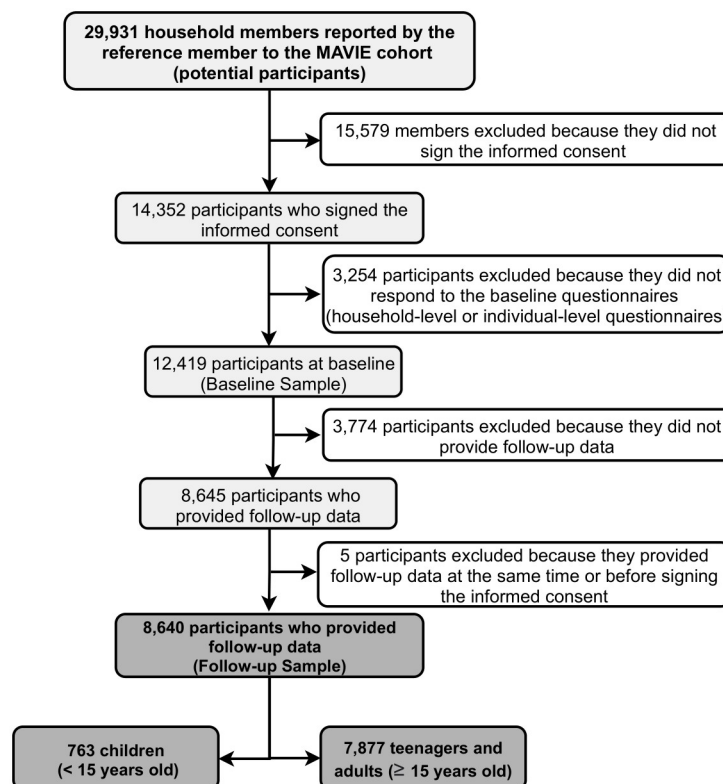 29,931 household members reported by the
reference member to the MAVIE cohort
(potential participants)
15,579 members excluded because they did not
sign the informed consent
14,352 participants who signed the
informed consent
3,254 participants excluded because they did not
respond to the baseline questionnaires
(household-level or individual-level questionnaires
12,419 participants at baseline
(Baseline Sample)
3,774 participants excluded because they did not
provide follow-up data
8,645 participants who
provided follow-up data
5 participants excluded because they provided
follow-up data at the same time or before signing
the informed consent
8,640 participants who provided
follow-up data
(Follow-up Sample)
763 children
(< 15 years old)
7,877 teenagers and
adults (≥ 15 years old)